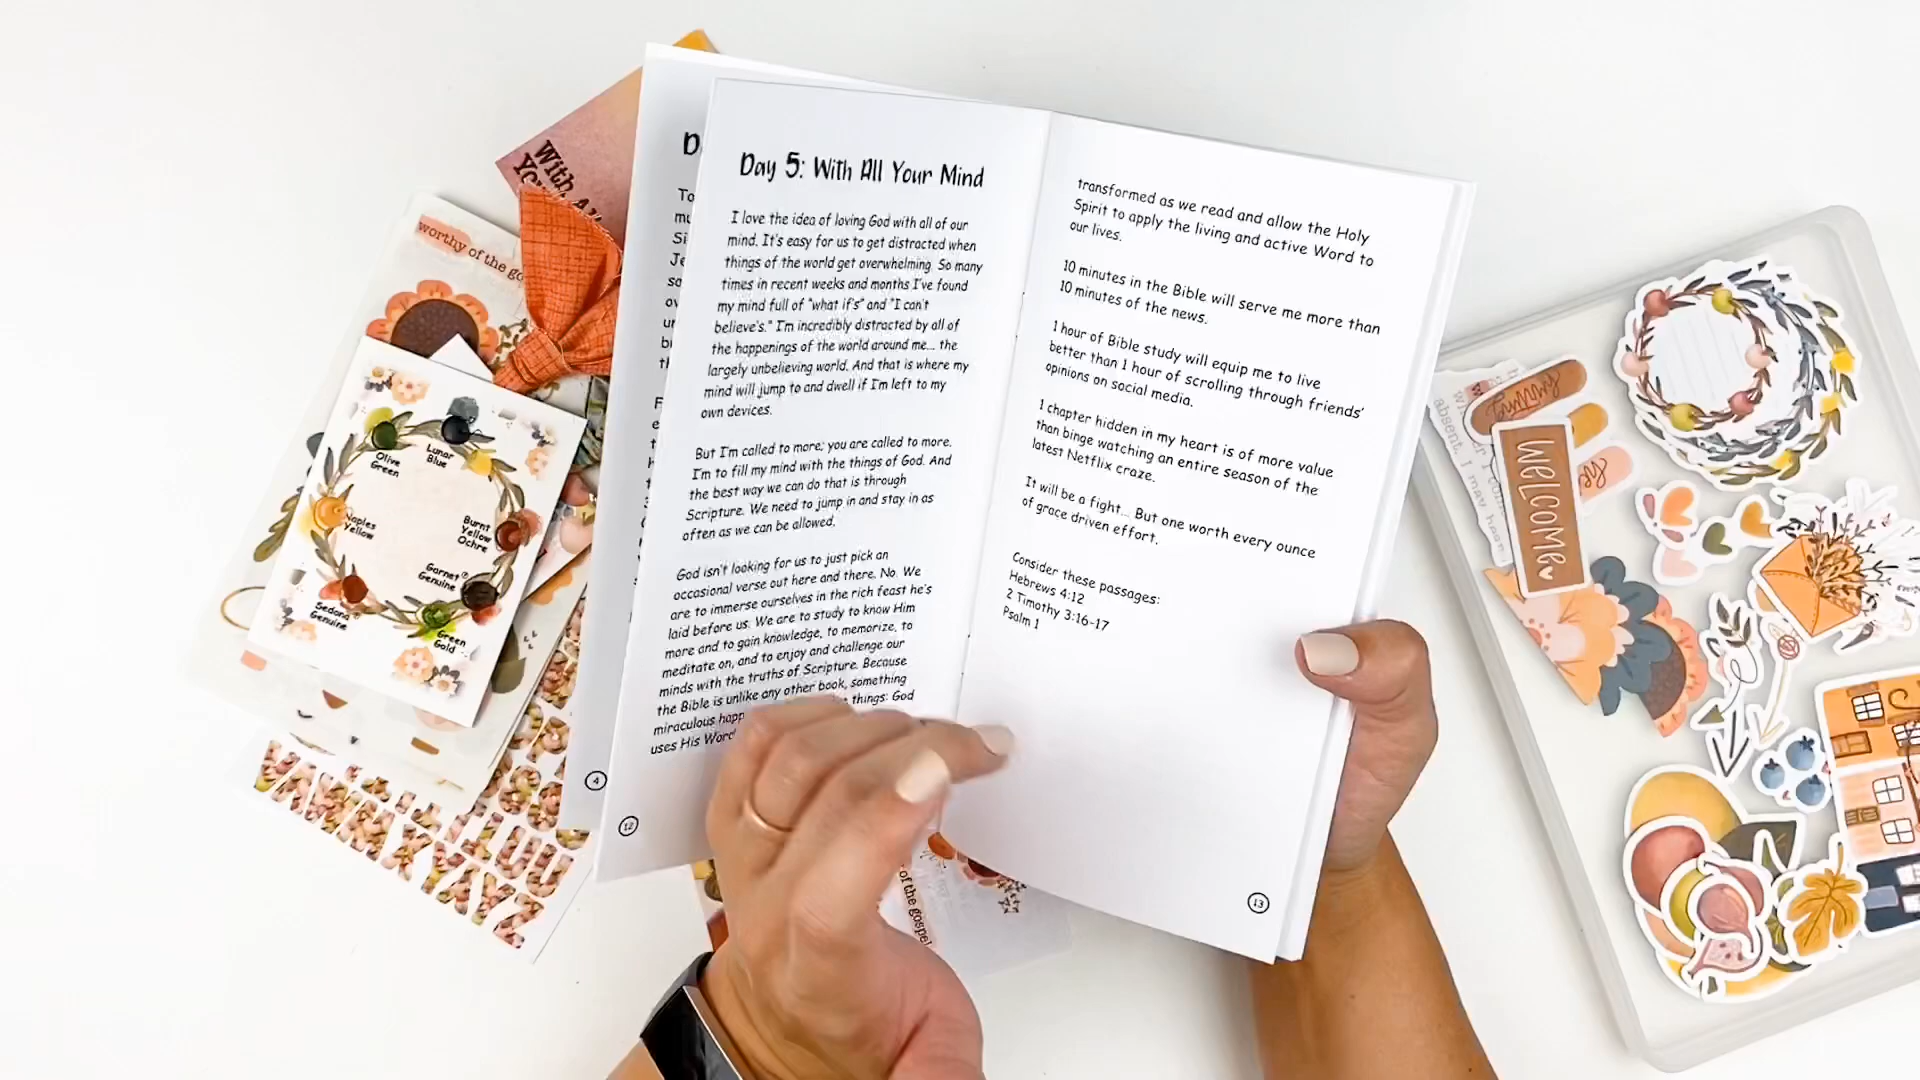 Day 5: With All Your Mind
I love the idea of loving God with all of our
mind. It's easy for us to get distracted when
things of the world get overwhelming. So many
times in recent weeks and months I've found
my mind full of "what if's" and "I can't
believe's." I'm incredibly distracted by all of
the happenings of the world around me... the
largely unbelieving world. And that is where my
mind will jump to and dwell if I'm left to my
own devices.
But I'm called to more; you are called to more.
I'm to fill my mind with the things of God. And
the best way we can do that is through
Scripture. We need to jump in and stay in as
often as we can be allowed.
God isn't looking for us to just pick an
occasional verse out here and there. No. We
are to immerse ourselves in the rich feast he's
laid before us. We are to study to know Him
more and to gain knowledge, to memorize, to
meditate on, and to enjoy and challenge our
minds with the truths of Scripture. Because
the Bible is unlike any other book, something
miraculous things: God
uses His Word
12
transformed as we read and allow the Holy
Spirit to apply the living and active Word to
our lives.
10 minutes in the Bible will serve me more than
10 minutes of the news.
1 hour of Bible study will equip me to live
better than 1 hour of scrolling through friends'
opinions on social media.
1 chapter hidden in my heart is of more value
than binge watching an entire season of the
latest Netflix craze.
It will be a fight... But one worth every ounce
of grace driven effort.
Consider these passages:
Hebrews 4:12
2 Timothy 3:16-17
Psalm 1
13
4
To
With
worthy of the
Olive
Green
Lunar
Blue
Naples
Yellow
Burnt
Yellow
Ochre
Garnet
Genuine
Sedona
Genuine
Green
Gold
of the gospel
welcome
absent, I may hear